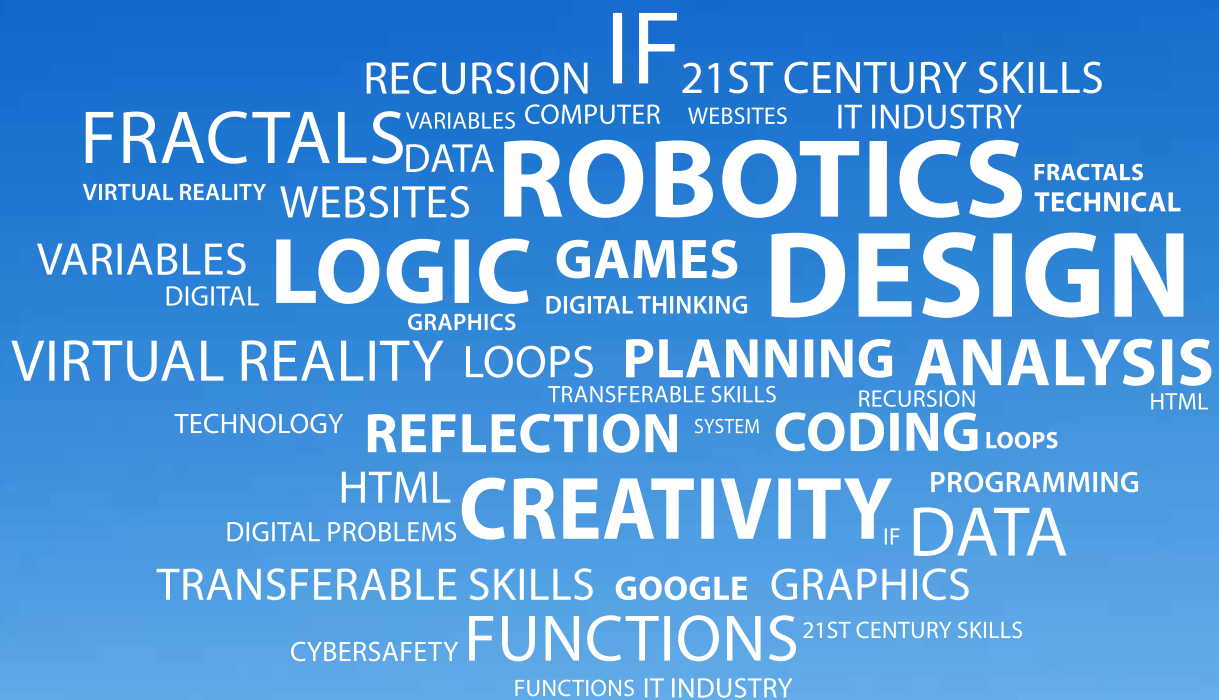 IF
RECURSION 21ST CENTURY SKILLS
FRACTALS VARIABLES COMPUTER WEBSITES IT INDUSTRY
DATA ROBOTICS FRACTALS
VIRTUAL REALITY WEBSITES TECHNICAL
VARIABLES LOGIC GAMES DESIGN
DIGITAL DIGITAL THINKING
GRAPHICS
VIRTUAL REALITY LOOPS PLANNING ANALYSIS
TRANSFERABLE SKILLS RECURSION HTML
TECHNOLOGY REFLECTION SYSTEM CODING LOOPS
HTML CREATIVITY PROGRAMMING
DIGITAL PROBLEMS IF DATA
TRANSFERABLE SKILLS GOOGLE GRAPHICS
CYBERSAFETY FUNCTIONS 21ST CENTURY SKILLS
FUNCTIONS IT INDUSTRY